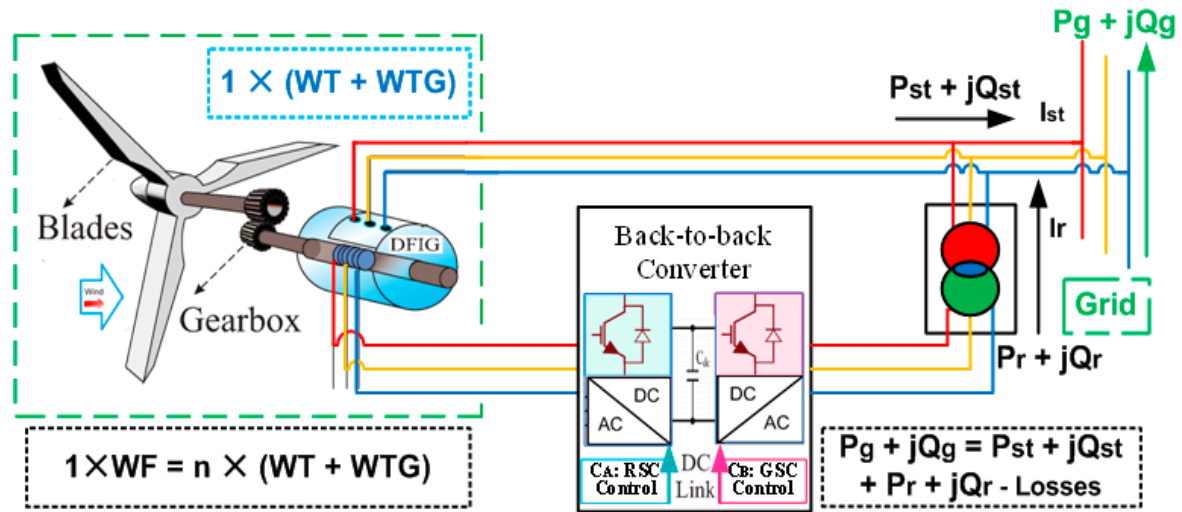 Pg + jQg
1 × (WT + WTG)
Pst + jQst
Ist
Blades
DFIG
Back-to-back
Converter
Ir
Wind
Gearbox
Grid
Cdc
Pr + jQr
DC
DC
AC
AC
1×WF = n × (WT + WTG)
CA: RSC
Control
DC
Link
CB: GSC
Control
Pg + jQg = Pst + jQst
+ Pr + jQr - Losses